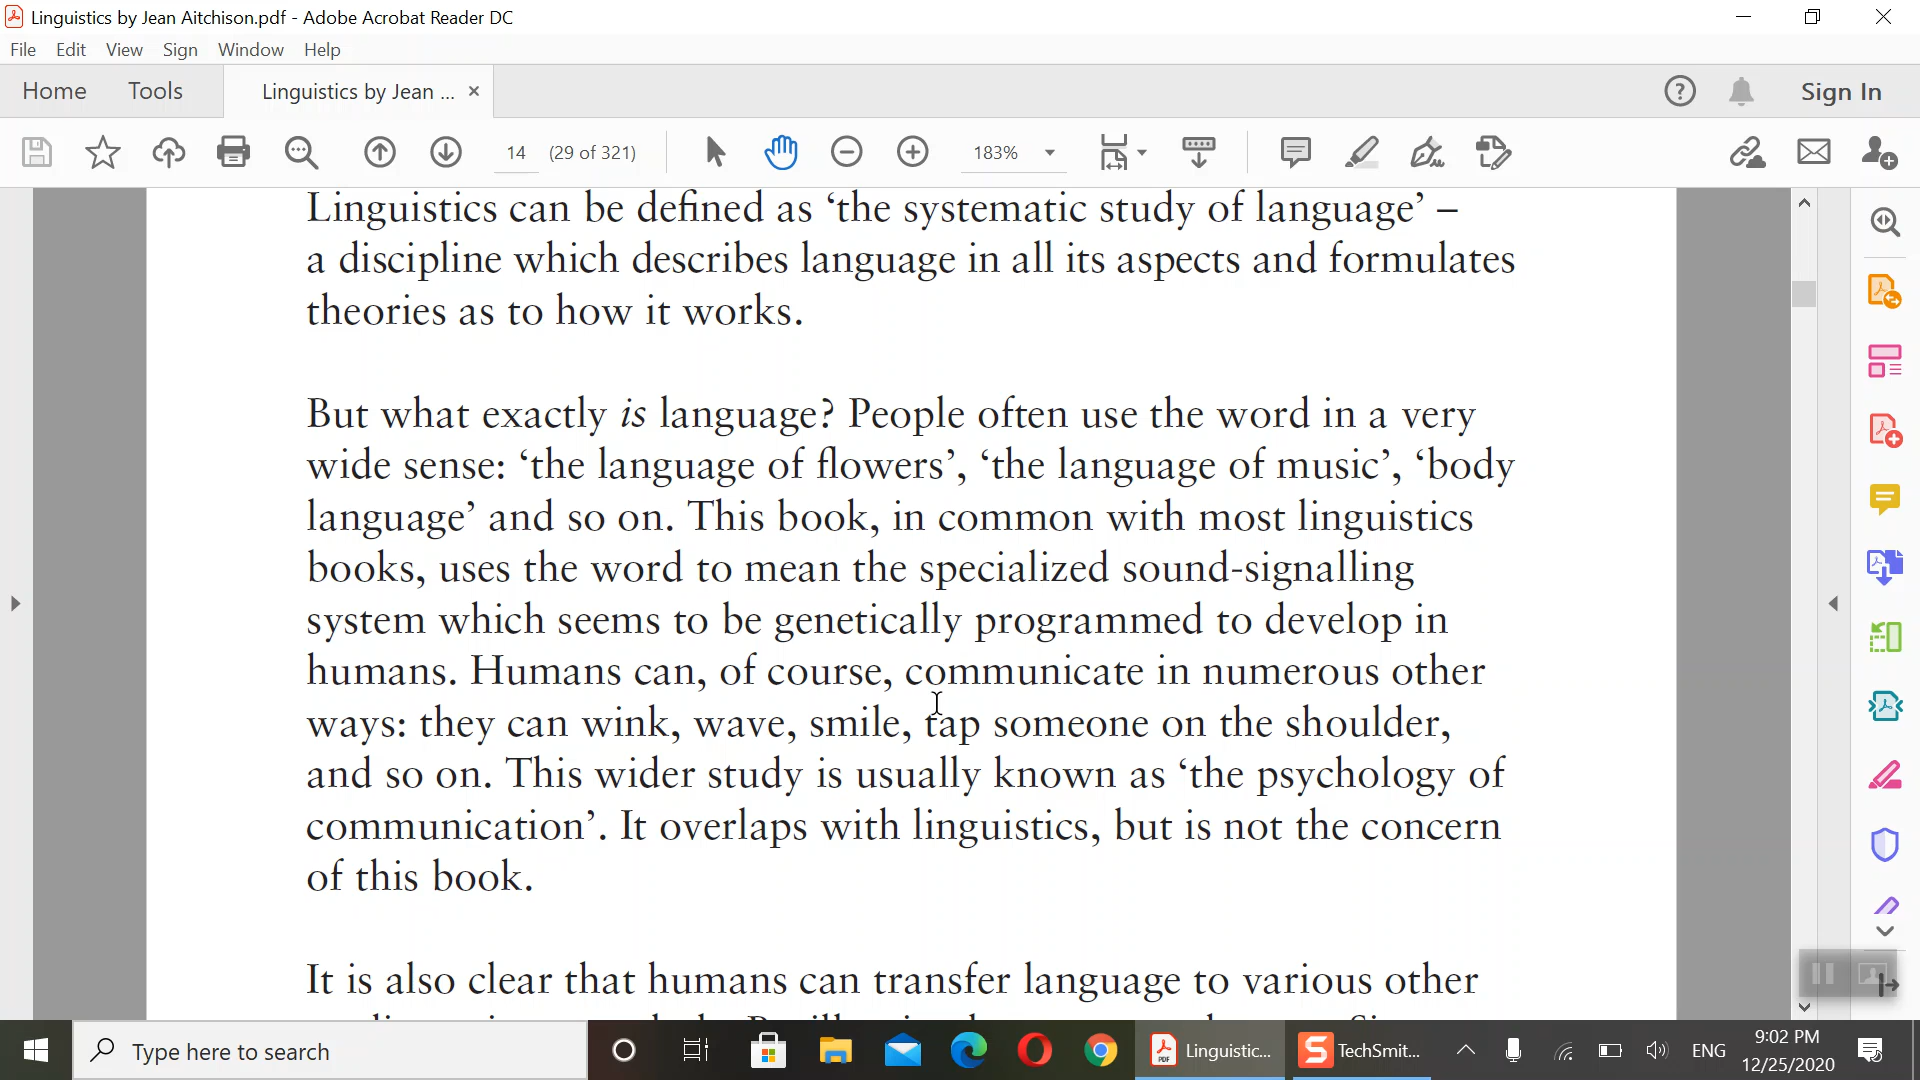 Linguistics by Jean Aitchison.pdf - Adobe Acrobat Reader DC
File Edit View Sign Window Help
Home Tools Linguistics by Jean ... Sign In
14 (29 of 321) 183%
Linguistics can be defined as ‘the systematic study of language’ –
a discipline which describes language in all its aspects and formulates
theories as to how it works.
But what exactly is language? People often use the word in a very
wide sense: ‘the language of flowers’, ‘the language of music’, ‘body
language’ and so on. This book, in common with most linguistics
books, uses the word to mean the specialized sound-signalling
system which seems to be genetically programmed to develop in
humans. Humans can, of course, communicate in numerous other
ways: they can wink, wave, smile, tap someone on the shoulder,
and so on. This wider study is usually known as ‘the psychology of
communication’. It overlaps with linguistics, but is not the concern
of this book.
It is also clear that humans can transfer language to various other
Type here to search
PDF Linguistic... S TechSmit... ENG 9:02 PM
12/25/2020